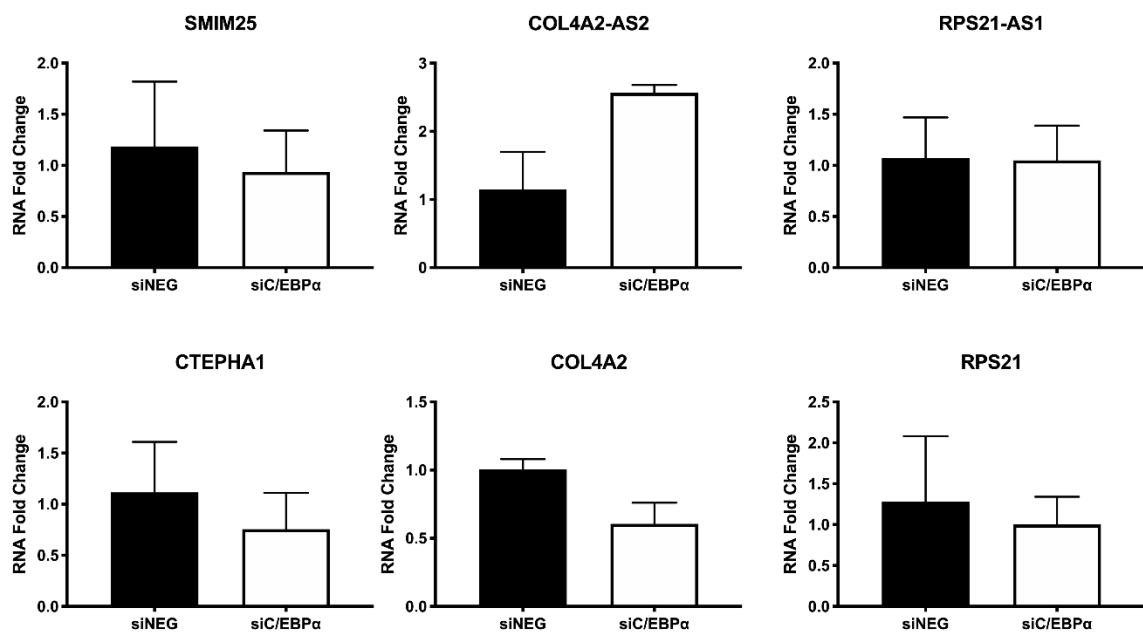 SMIM25
RNA Fold Change
2.0
1.5
1.0
0.5
0.0
siNEG
siC/EBPα
COL4A2-AS2
RNA Fold Change
3
2
1
0
siNEG
siC/EBPα
RPS21-AS1
RNA Fold Change
2.0
1.5
1.0
0.5
0.0
siNEG
siC/EBPα
CTEPHA1
RNA Fold Change
2.0
1.5
1.0
0.5
0.0
siNEG
siC/EBPα
COL4A2
RNA Fold Change
1.5
1.0
0.5
0.0
siNEG
siC/EBPα
RPS21
RNA Fold Change
2.5
2.0
1.5
1.0
0.5
0.0
siNEG
siC/EBPα